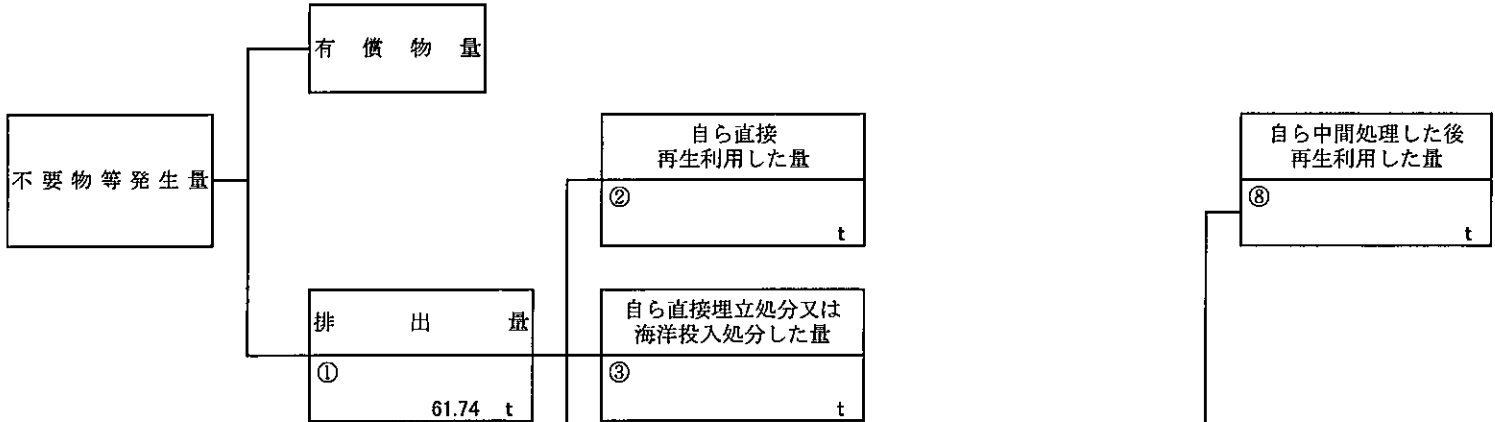 有償物量
不要物等発生量
自ら直接
再生利用した量
②
t
自ら中間処理した後
再生利用した量
⑧
t
排出量
①
61.74 t
自ら直接埋立処分又は
海洋投入処分した量
③
t